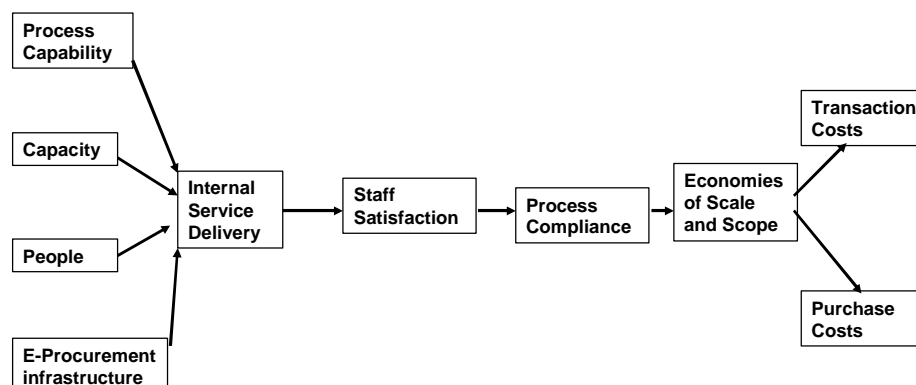 Process
Capability
Capacity
People
E-Procurement
infrastructure
Internal
Service
Delivery
Staff
Satisfaction
Process
Compliance
Economies
of Scale
and Scope
Transaction
Costs
Purchase
Costs